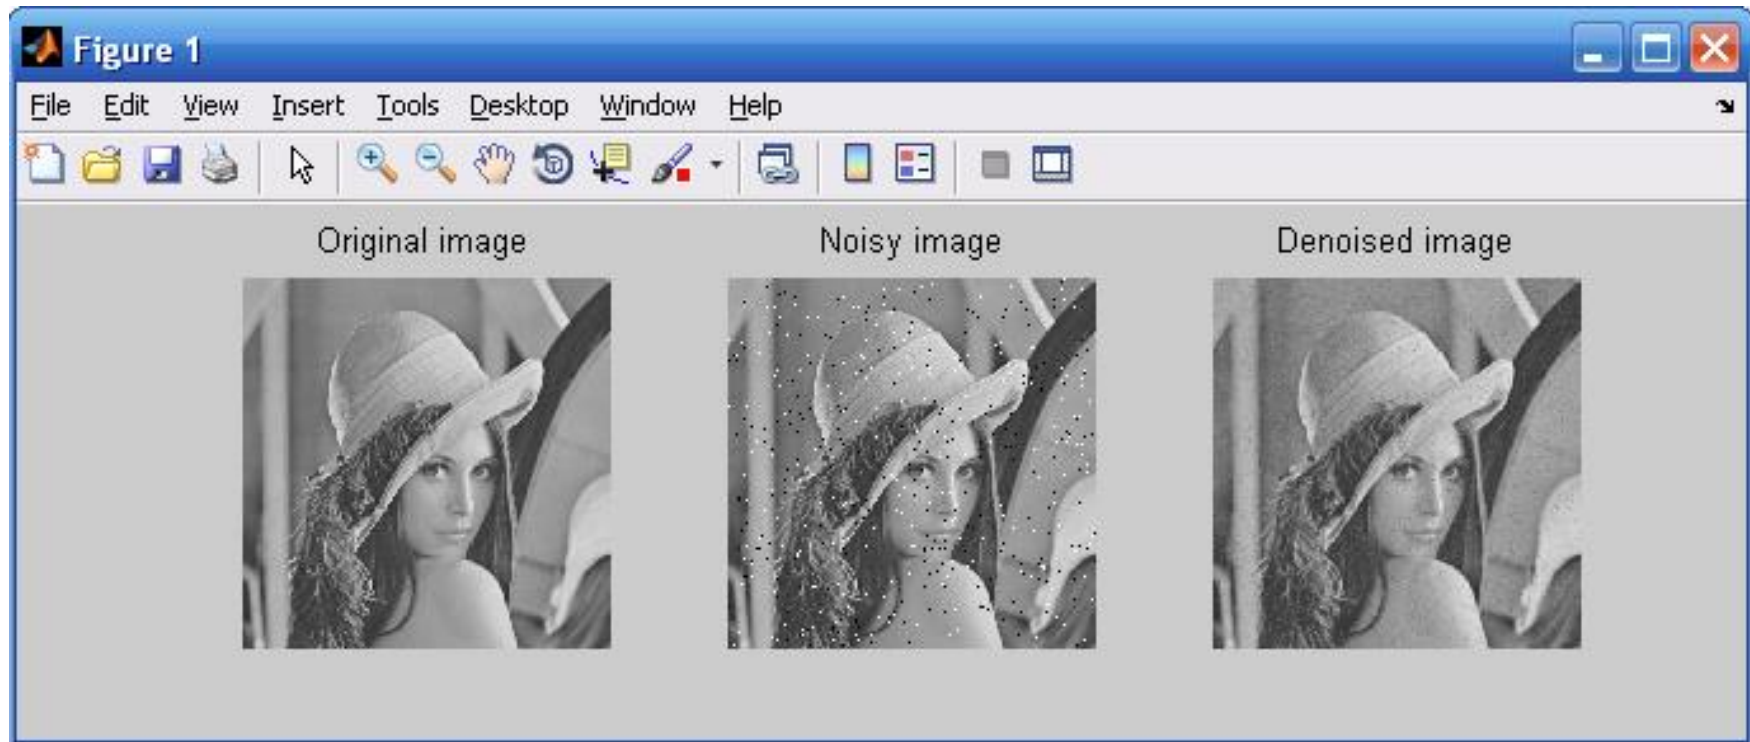 Figure 1
File Edit View Insert Tools Desktop Window Help
Original image Noisy image Denoised image